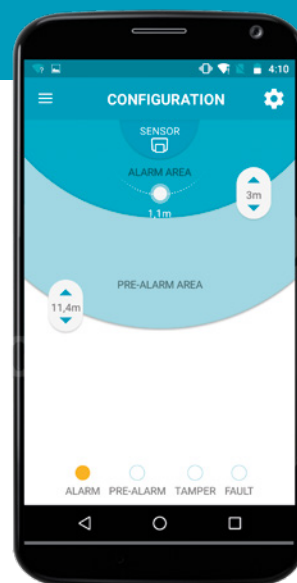 4:10
CONFIGURATION
SENSOR
ALARM AREA
3m
1,1m
PRE-ALARM AREA
11,4m
ALARM PRE-ALARM TAMPER FAULT